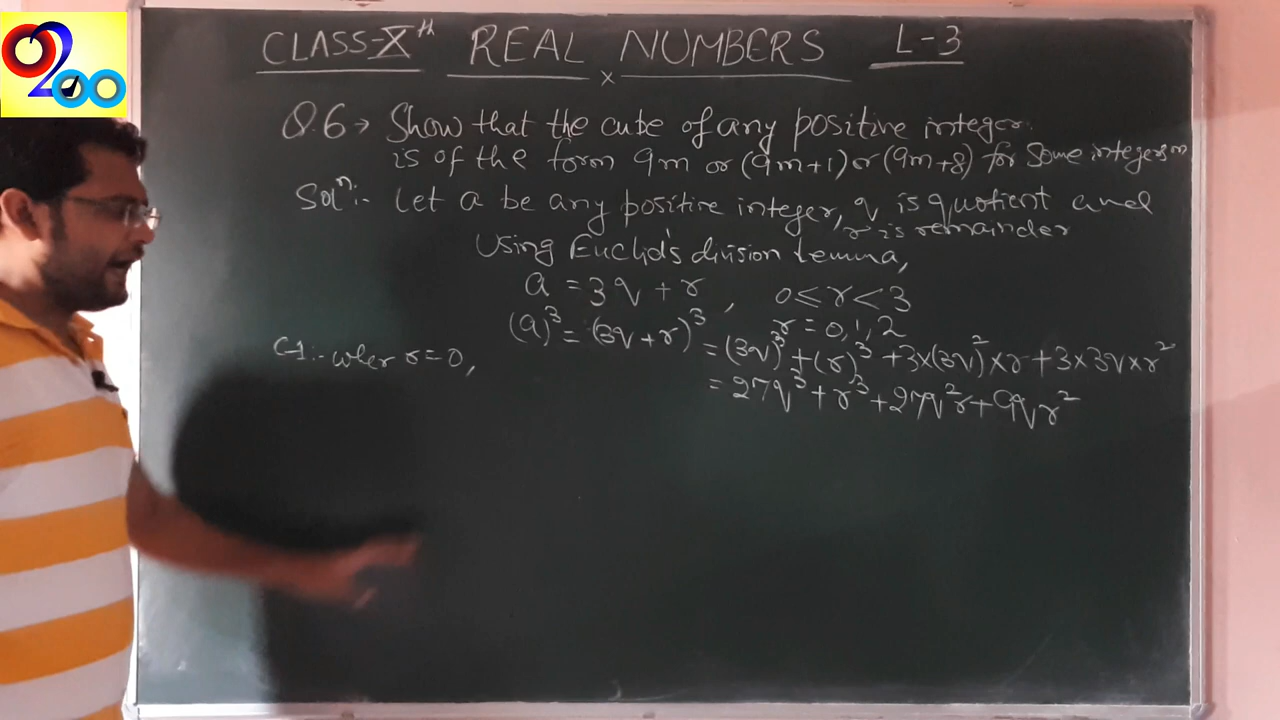 O2OO
CLASS-Xth REAL NUMBERS L-3
x
Q.6 → Show that the cube of any positive integer.
is of the form 9m or (9m+1) or (9m+8) for some integers m
Solⁿ:- Let a be any positive integer, q is quotient and
r is remainder
Using Euclid's division Lemma,
a = 3q + r , 0 ≤ r < 3
r = 0, 1, 2
(a)³ = (3q + r)³ = (3q)³ + (r)³ + 3×(3q)²×r + 3×3q×r²
C-1:- when r = 0,
= 27q³ + r³ + 27q²r + 9qr²